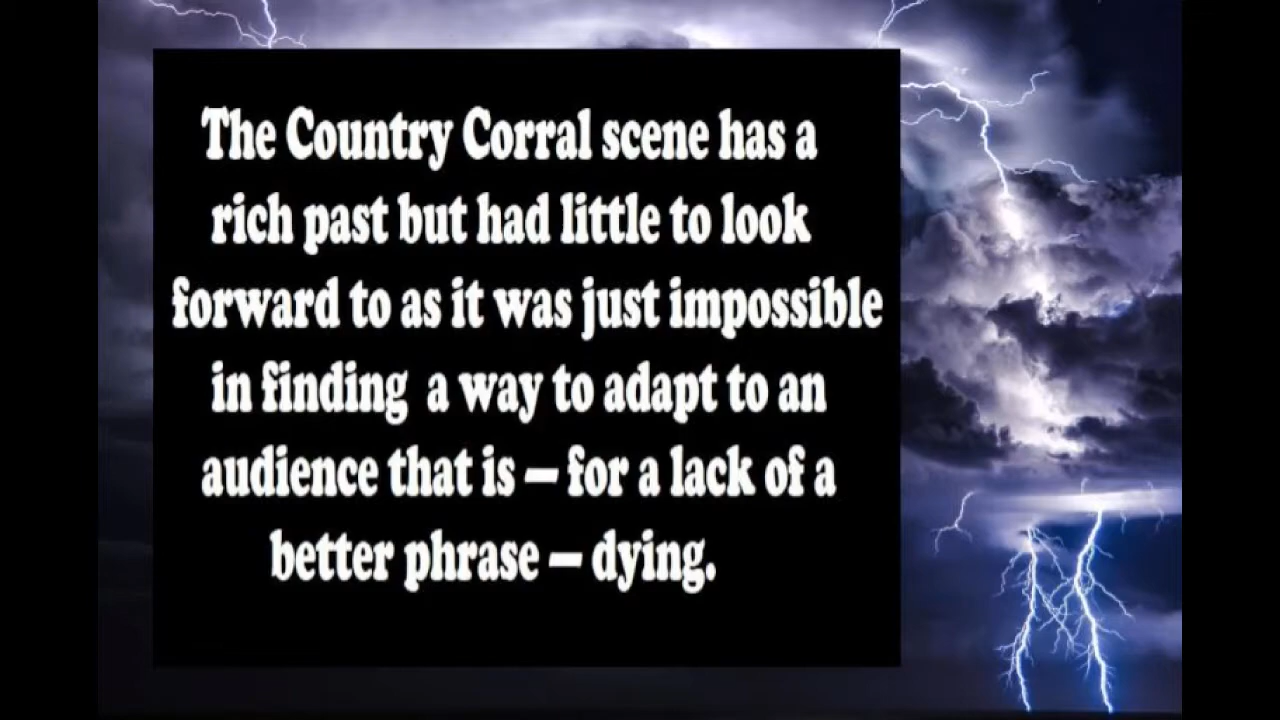 The Country Corral scene has a
rich past but had little to look
forward to as it was just impossible
in finding a way to adapt to an
audience that is — for a lack of a
better phrase — dying.